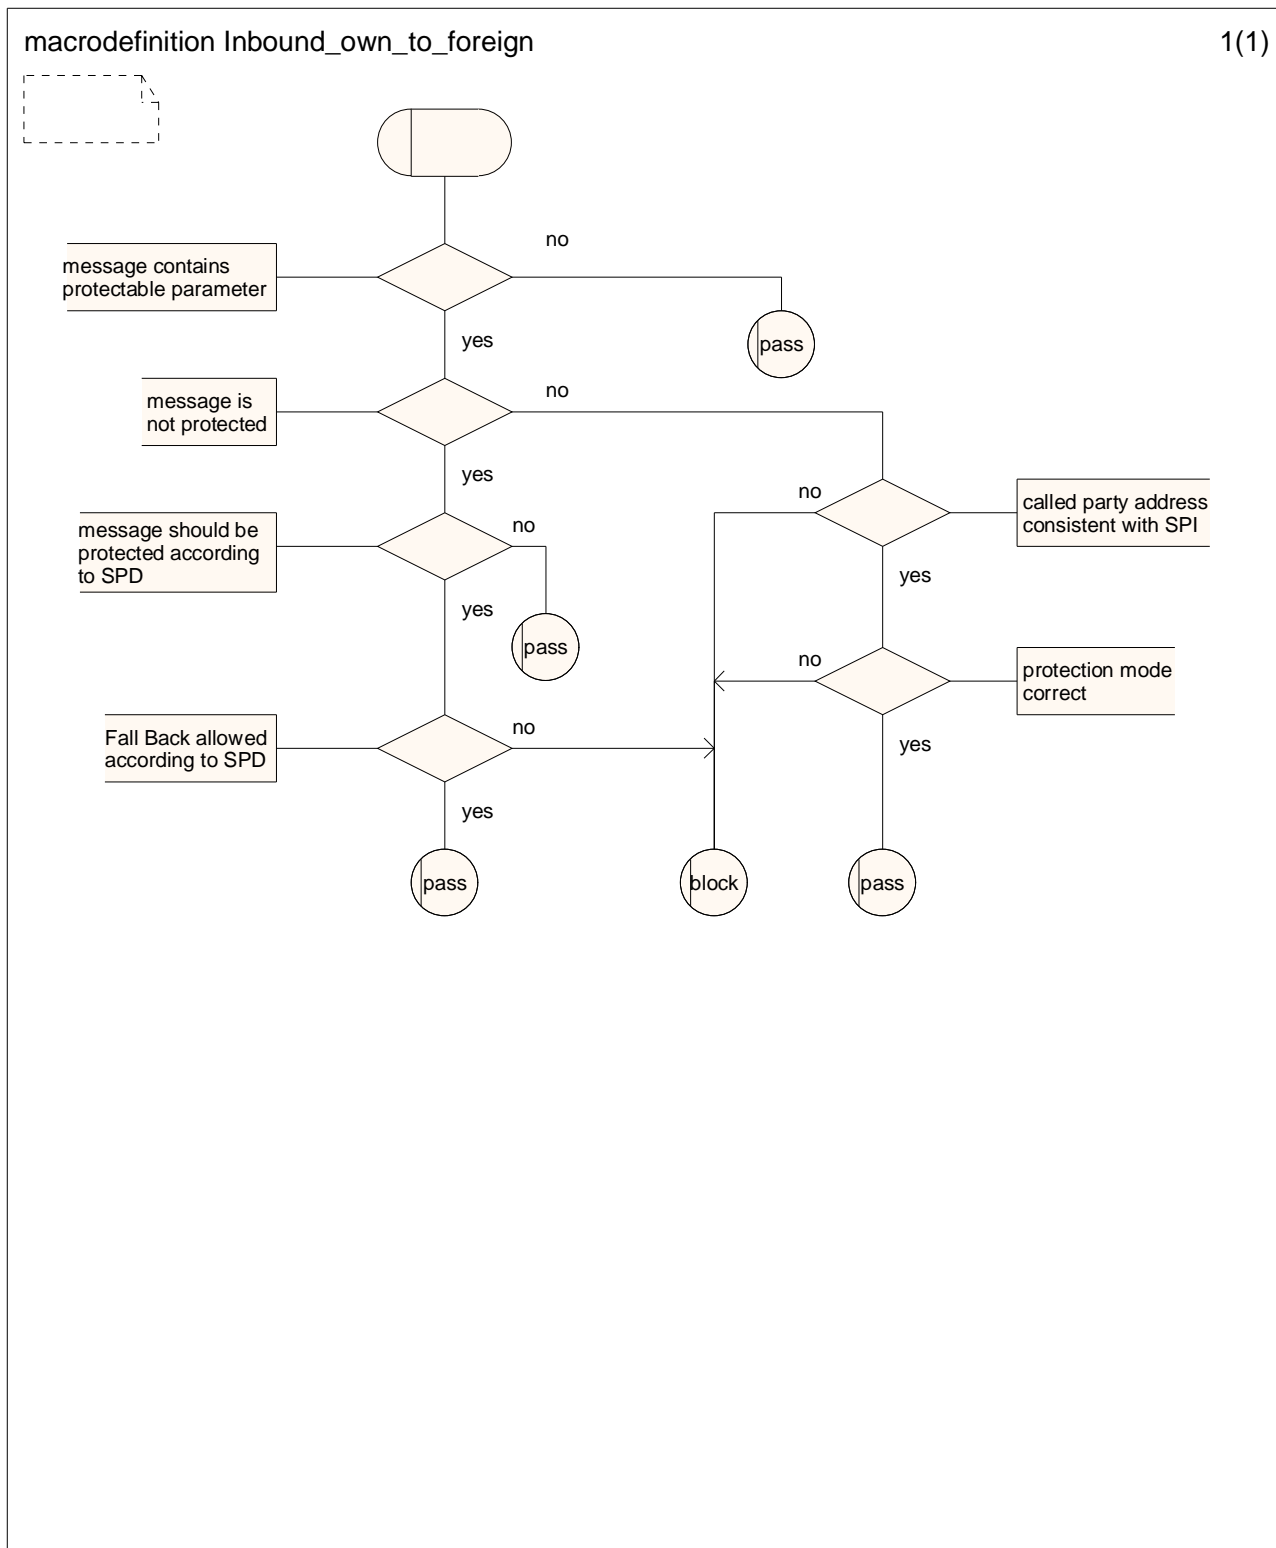 macrodefinition Inbound_own_to_foreign
1(1)
no
message contains
protectable parameter
yes
pass
no
message is
not protected
yes
no
called party address
consistent with SPI
message should be
protected according
to SPD
no
yes
yes
pass
no
protection mode
correct
Fall Back allowed
according to SPD
no
yes
yes
pass
block
pass